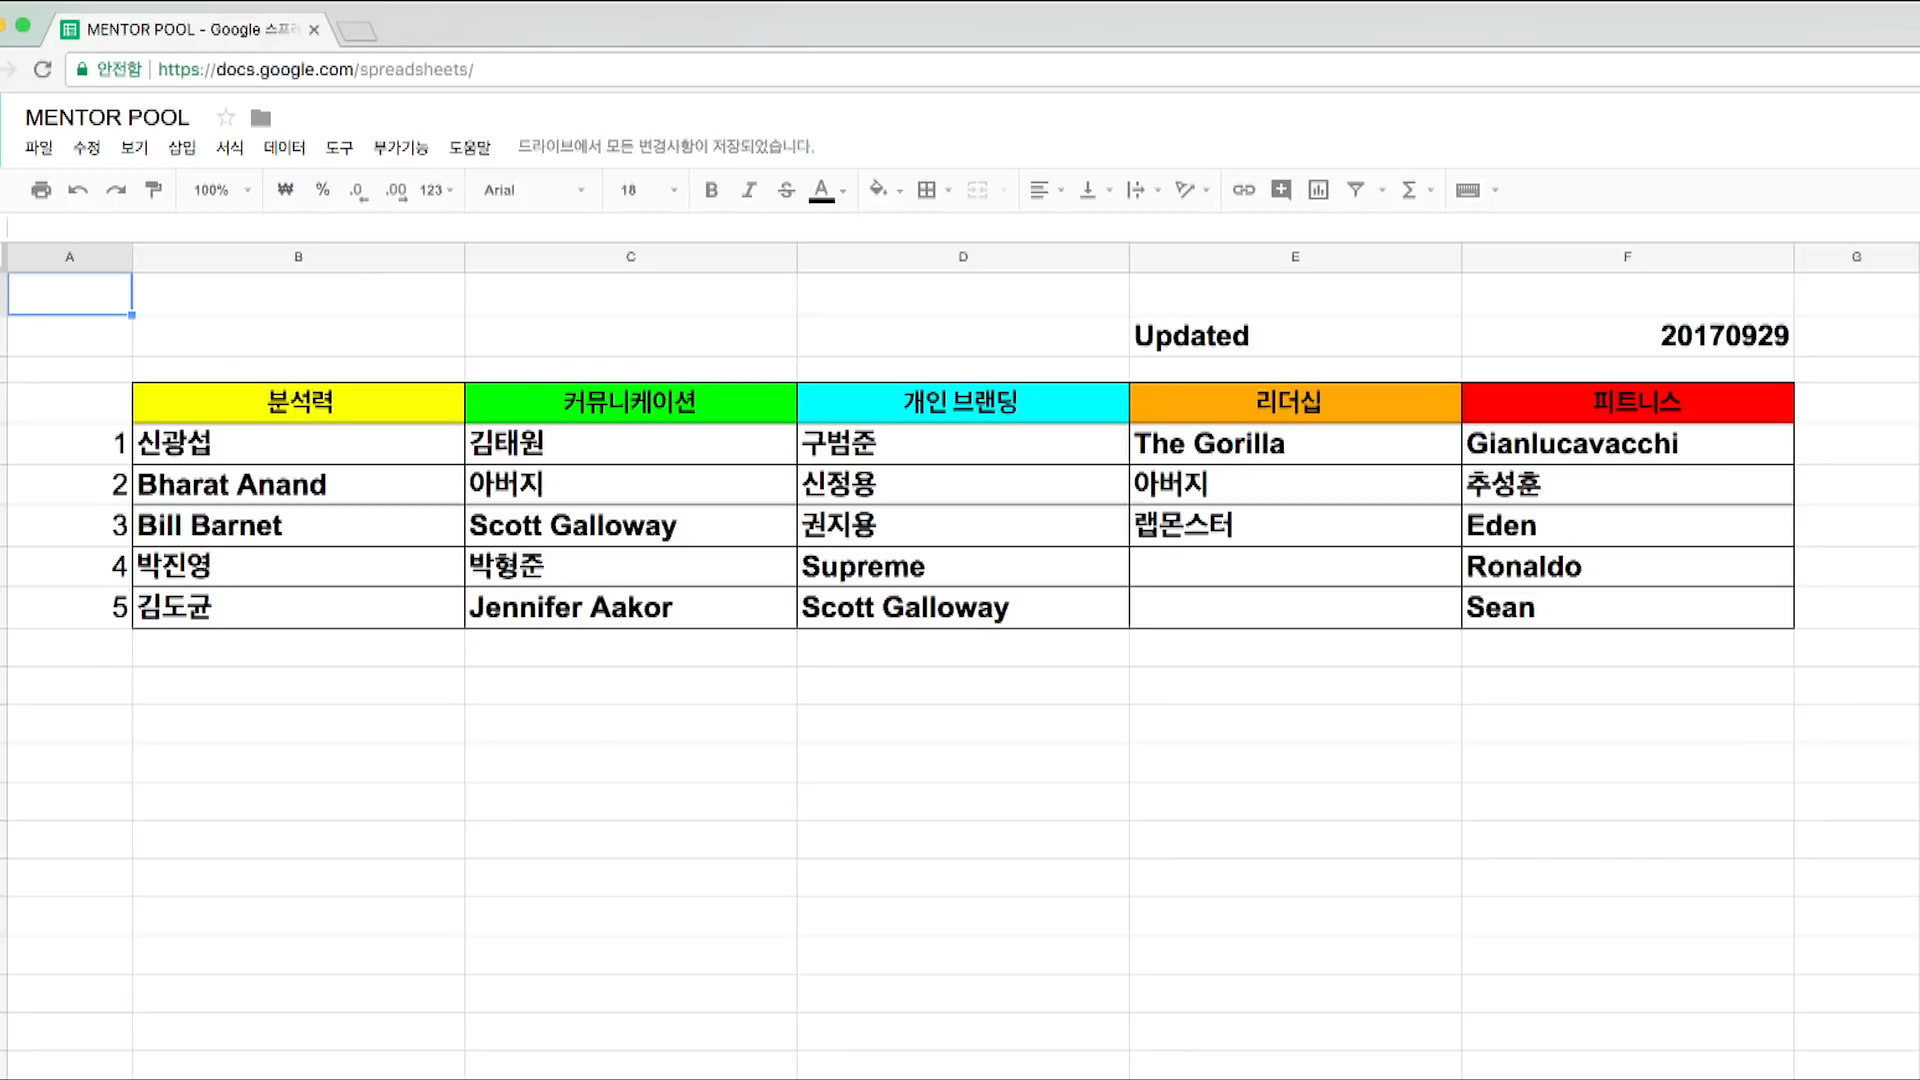 MENTOR POOL - Google 스프레
안전함 https://docs.google.com/spreadsheets/
MENTOR POOL
파일 수정 보기 삽입 서식 데이터 도구 부가기능 도움말 드라이브에서 모든 변경사항이 저장되었습니다.
100% ₩ % .0 .00 123 Arial 18 B I S A Σ
A B C D E F G
Updated 20170929
분석력 커뮤니케이션 개인 브랜딩 리더십 피트니스
1 신광섭 김태원 구범준 The Gorilla Gianlucavacchi
2 Bharat Anand 아버지 신정용 아버지 추성훈
3 Bill Barnet Scott Galloway 권지용 랩몬스터 Eden
4 박진영 박형준 Supreme Ronaldo
5 김도균 Jennifer Aakor Scott Galloway Sean